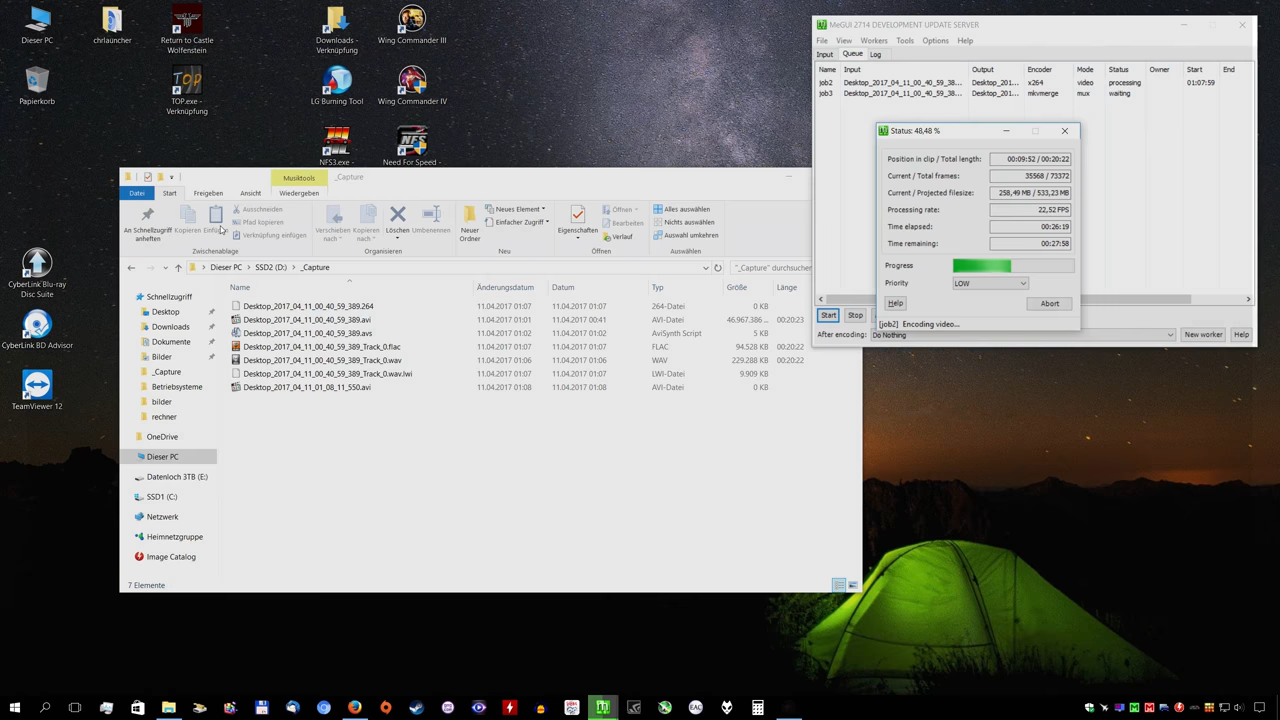 Dieser PC
chrlauncher
Return to Castle
Wolfenstein
Downloads -
Verknüpfung
Wing Commander III
Papierkorb
TOP.exe -
Verknüpfung
LG Burning Tool
Wing Commander IV
NFS3.exe -
Need For Speed -
CyberLink Blu-ray
Disc Suite
CyberLink BD Advisor
TeamViewer 12
Musiktools
_Capture
Datei
Start
Freigeben
Ansicht
Wiedergeben
An Schnellzugriff
anheften
Kopieren
Einfügen
Ausschneiden
Pfad kopieren
Verknüpfung einfügen
Zwischenablage
Verschieben
nach
Kopieren
nach
Löschen
Umbenennen
Organisieren
Neuer
Ordner
Neues Element
Einfacher Zugriff
Neu
Eigenschaften
Öffnen
Bearbeiten
Verlauf
Öffnen
Alles auswählen
Nichts auswählen
Auswahl umkehren
Auswählen
Dieser PC > SSD2 (D:) > _Capture
"_Capture" durchsuchen
Schnellzugriff
Desktop
Downloads
Dokumente
Bilder
_Capture
Betriebsysteme
bilder
rechner
OneDrive
Dieser PC
Datenloch 3TB (E:)
SSD1 (C:)
Netzwerk
Heimnetzgruppe
Image Catalog
Name Änderungsdatum Datum Typ Größe Länge
Desktop_2017_04_11_00_40_59_389.264 11.04.2017 01:07 11.04.2017 01:07 264-Datei 0 KB
Desktop_2017_04_11_00_40_59_389.avi 11.04.2017 01:01 11.04.2017 00:41 AVI-Datei 46.967.386 ... 00:20:23
Desktop_2017_04_11_00_40_59_389.avs 11.04.2017 01:07 11.04.2017 01:07 AviSynth Script 5 KB
Desktop_2017_04_11_00_40_59_389_Track_0.flac 11.04.2017 01:07 11.04.2017 01:07 FLAC 94.528 KB 00:20:22
Desktop_2017_04_11_00_40_59_389_Track_0.wav 11.04.2017 01:06 11.04.2017 01:06 WAV 229.288 KB 00:20:22
Desktop_2017_04_11_00_40_59_389_Track_0.wav.lwi 11.04.2017 01:07 11.04.2017 01:07 LWI-Datei 9.909 KB
Desktop_2017_04_11_01_08_11_550.avi 11.04.2017 01:08 11.04.2017 01:08 AVI-Datei 0 KB
7 Elemente
MeGUI 2714 DEVELOPMENT UPDATE SERVER
File View Workers Tools Options Help
Input Queue Log
Name Input Output Encoder Mode Status Owner Start End
job2 Desktop_2017_04_11_00_40_59_38... Desktop_201... x264 video processing 01:07:59
job3 Desktop_2017_04_11_00_40_59_38... Desktop_201... mkvmerge mux waiting
Start Stop
After encoding: Do Nothing
New worker Help
Status: 48,48 %
Position in clip / Total length: 00:09:52 / 00:20:22
Current / Total frames: 35568 / 73372
Current / Projected filesize: 258,49 MB / 533,23 MB
Processing rate: 22,52 FPS
Time elapsed: 00:26:19
Time remaining: 00:27:58
Progress
Priority LOW
Help Abort
[job2] Encoding video...
EAC